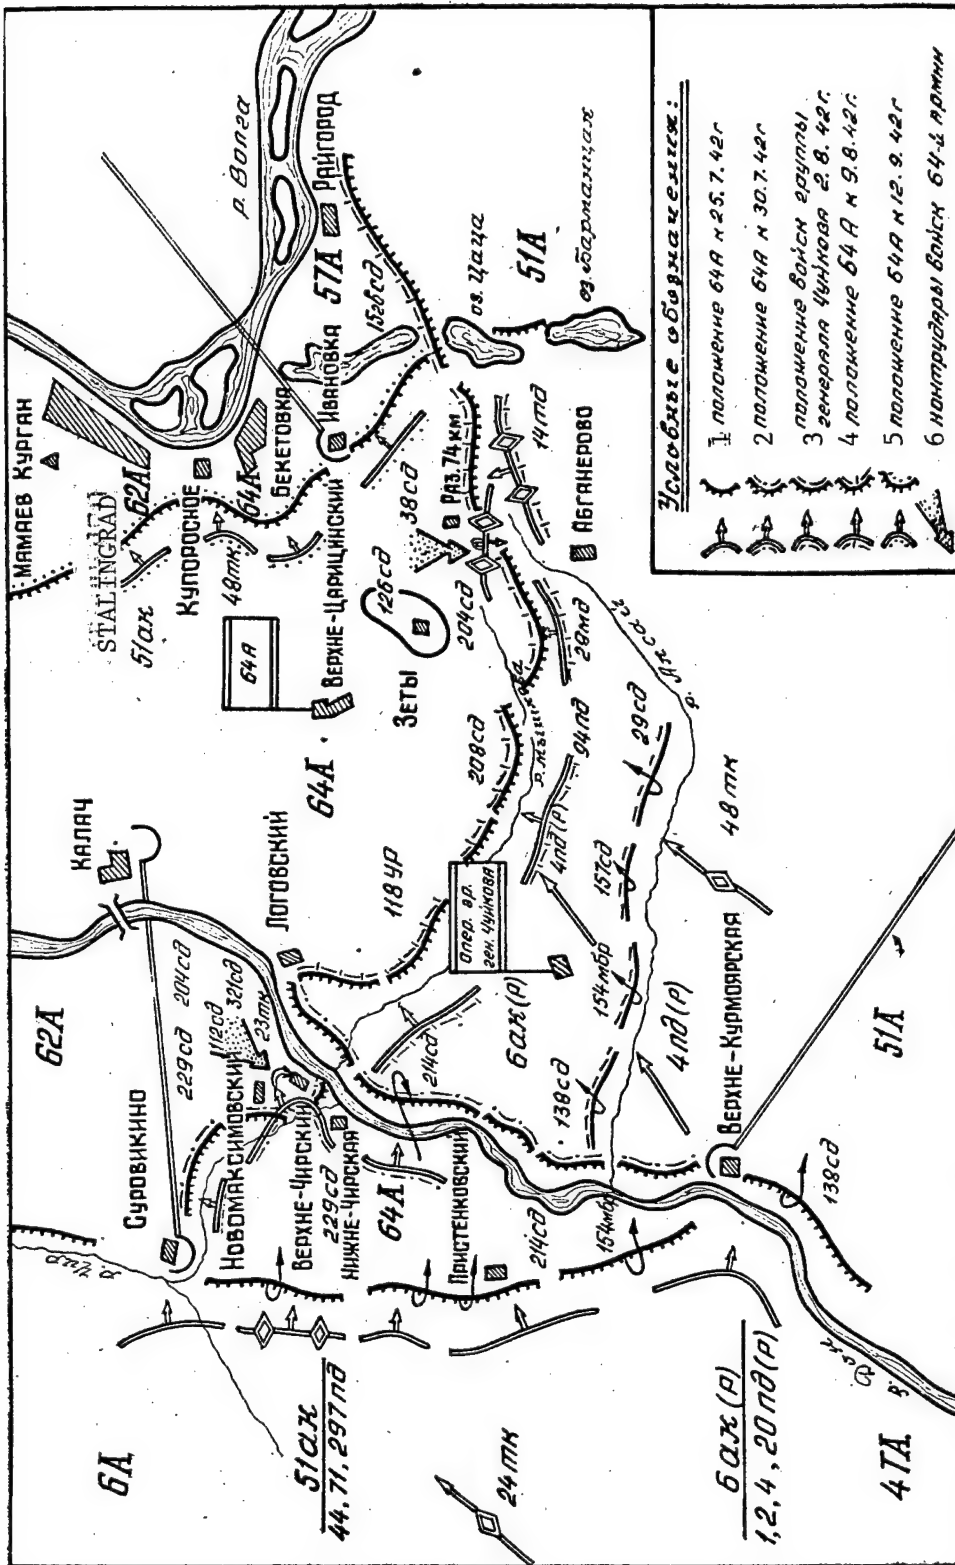 МАМАЕВ КУРГАН
STALINGRAD
62А
51ак
КУПОРОСНОЕ
48тк
64А
БЕКЕТОВКА
р. Волга
РАЙГОРОД
57А
15гвсд
ИВАНОВКА
оз. Цаца
51А
оз. Барманцак
64А
ВЕРХНЕ-ЦАРИЦИНСКИЙ
38сд
Раз. 74 км
14тд
АБГАНЕРОВО
126сд
ЗЕТЫ
204сд
29мд
р. Аксай
КАЛАЧ
64А
ЛОГОВСКИЙ
208сд
р. Мышкова
94пд
4пд(Р)
29сд
118УР
Опер. гр.
ген. Чуйкова
157сд
48тк
62А
229сд
204сд
112сд
321сд
23тк
6ак(Р)
154мбр
4пд(Р)
СУРОВИКИНО
НОВОМАКСИМОВСКИЙ
ВЕРХНЕ-ЧИРСКИЙ
229сд
НИЖНЕ-ЧИРСКАЯ
214сд
138сд
64А
ВЕРХНЕ-КУРМОЯРСКАЯ
51А
р. Чир
ПРИСТЕНКОВСКИЙ
214сд
154мбр
138сд
6А
51ак
44, 71, 297пд
24тк
6ак(Р)
1, 2, 4, 20пд(Р)
4ТА
Условные обозначения:
1 положение 64А к 25.7.42г
2 положение 64А к 30.7.42г
положение войск группы
3 генерала Чуйкова 2.8.42г.
4 положение 64А к 9.8.42г.
5 положение 64А к 12.9.42г
6 контрудары войск 64-й армии